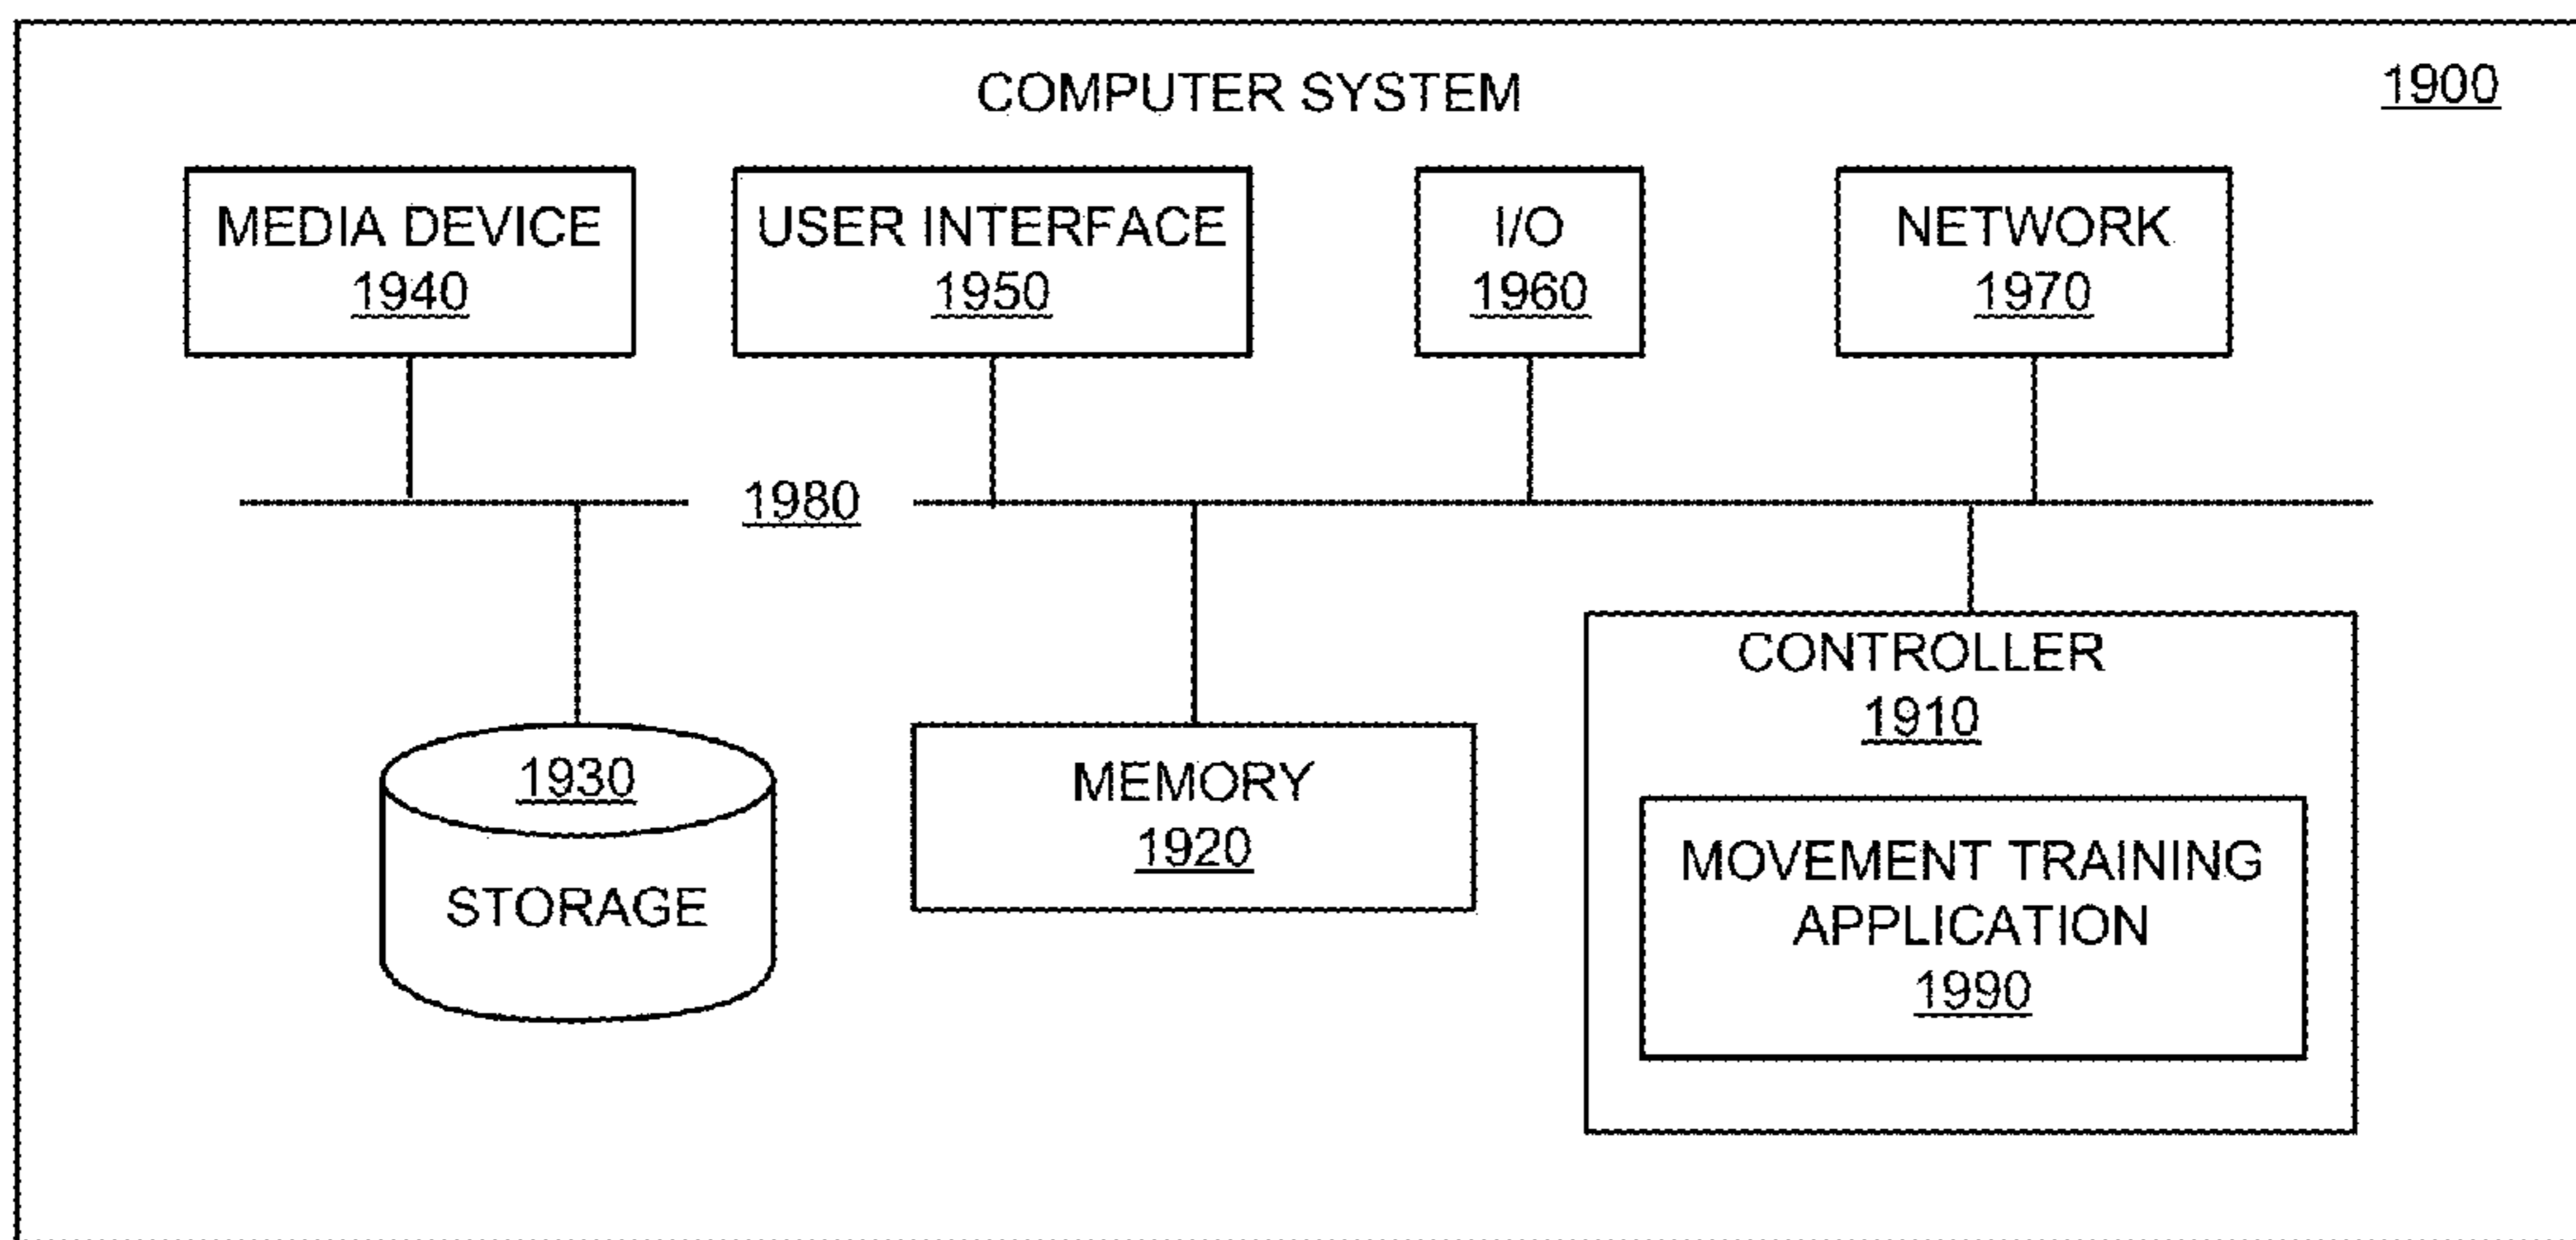 COMPUTER SYSTEM
1900
MEDIA DEVICE
1940
USER INTERFACE
1950
I/O
1960
NETWORK
1970
1980
1930
STORAGE
MEMORY
1920
CONTROLLER
1910
MOVEMENT TRAINING
APPLICATION
1990